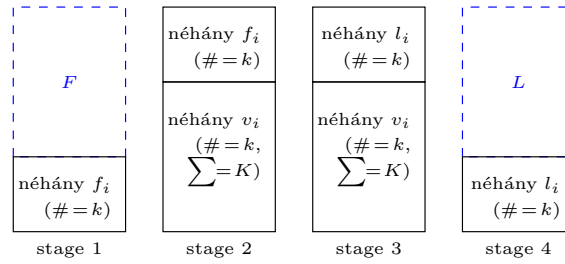 F
néhány f_i
(# = k)
stage 1
néhány f_i
(# = k)
néhány v_i
(# = k,
∑ = K)
stage 2
néhány l_i
(# = k)
néhány v_i
(# = k,
∑ = K)
stage 3
L
néhány l_i
(# = k)
stage 4